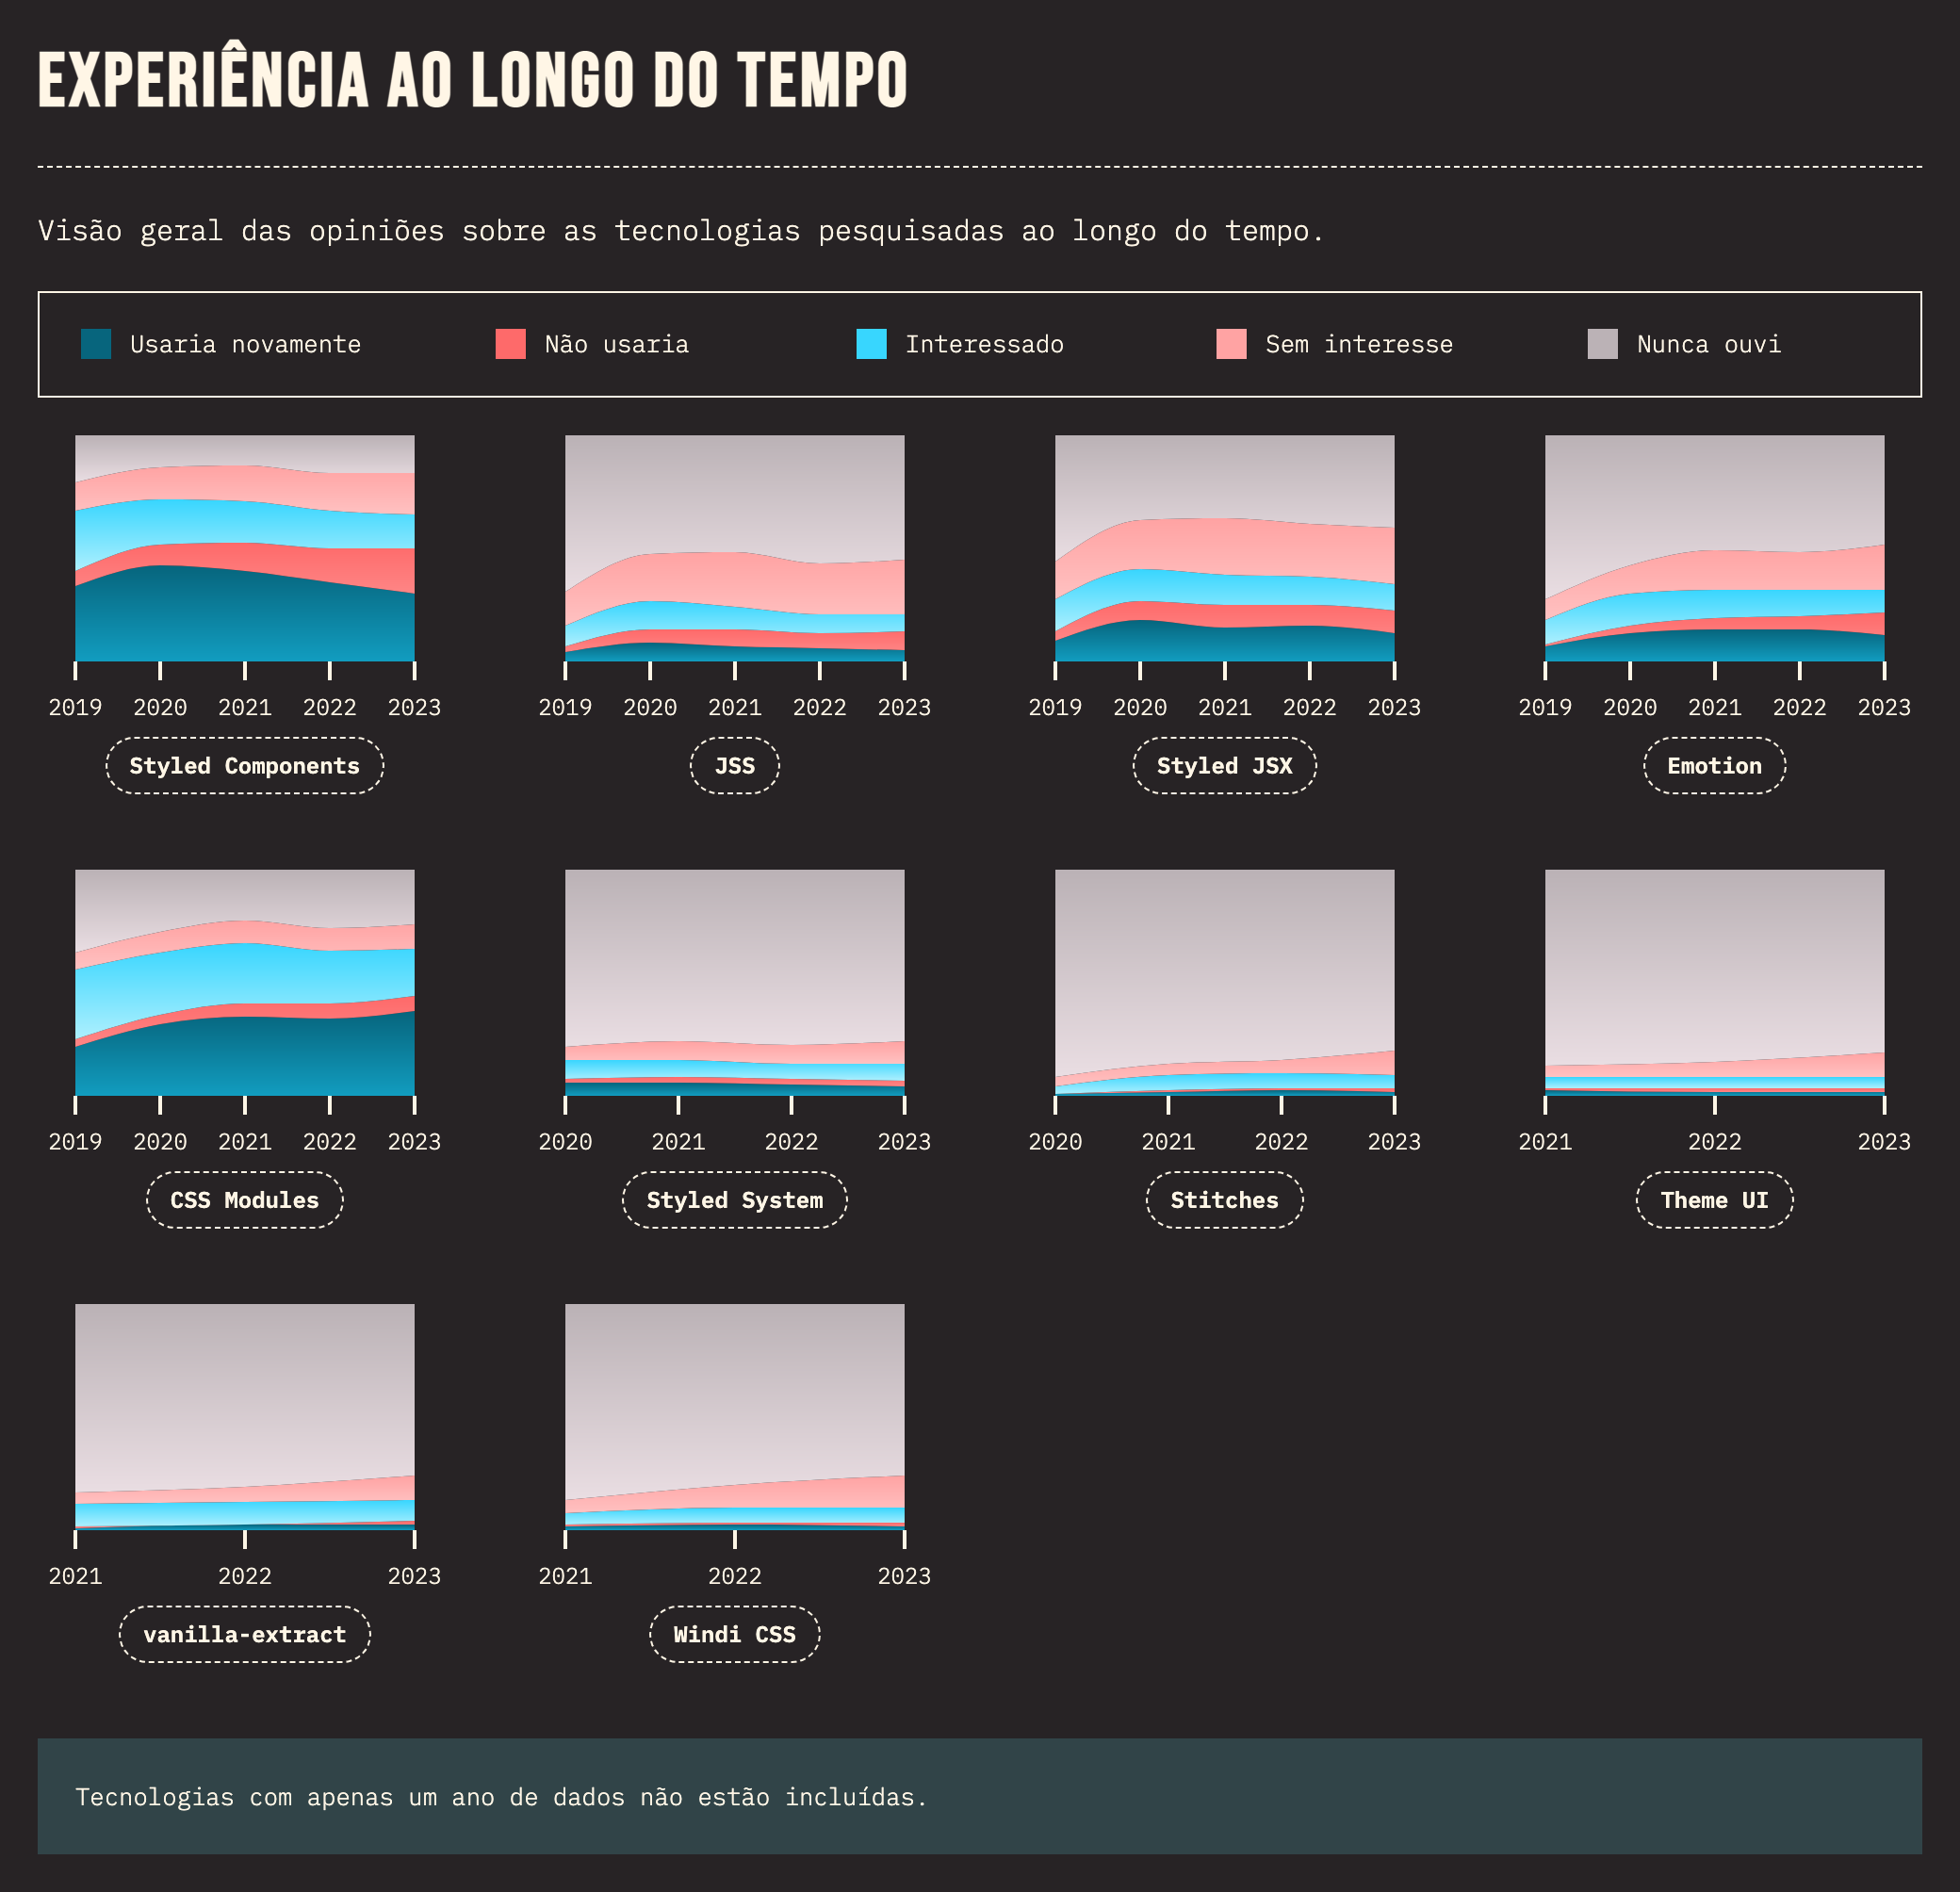 EXPERIÊNCIA AO LONGO DO TEMPO
Visão geral das opiniões sobre as tecnologias pesquisadas ao longo do tempo.
Usaria novamente Não usaria Interessado Sem interesse Nunca ouvi
2019 2020 2021 2022 2023
Styled Components
2019 2020 2021 2022 2023
JSS
2019 2020 2021 2022 2023
Styled JSX
2019 2020 2021 2022 2023
Emotion
2019 2020 2021 2022 2023
CSS Modules
2020 2021 2022 2023
Styled System
2020 2021 2022 2023
Stitches
2021 2022 2023
Theme UI
2021 2022 2023
vanilla-extract
2021 2022 2023
Windi CSS
Tecnologias com apenas um ano de dados não estão incluídas.